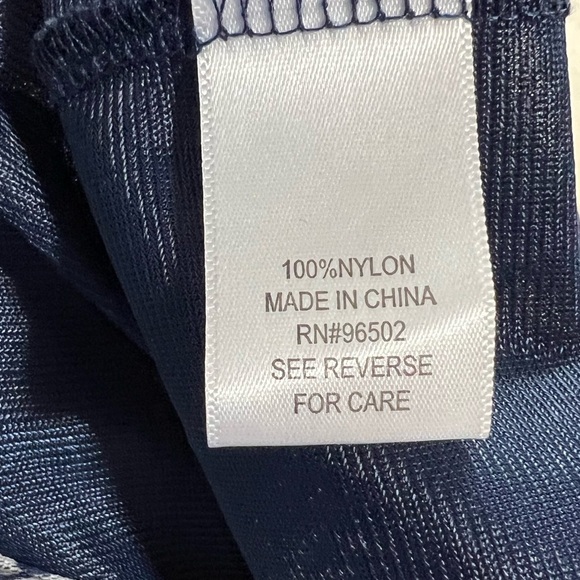 100%NYLON
MADE IN CHINA
RN#96502
SEE REVERSE
FOR CARE